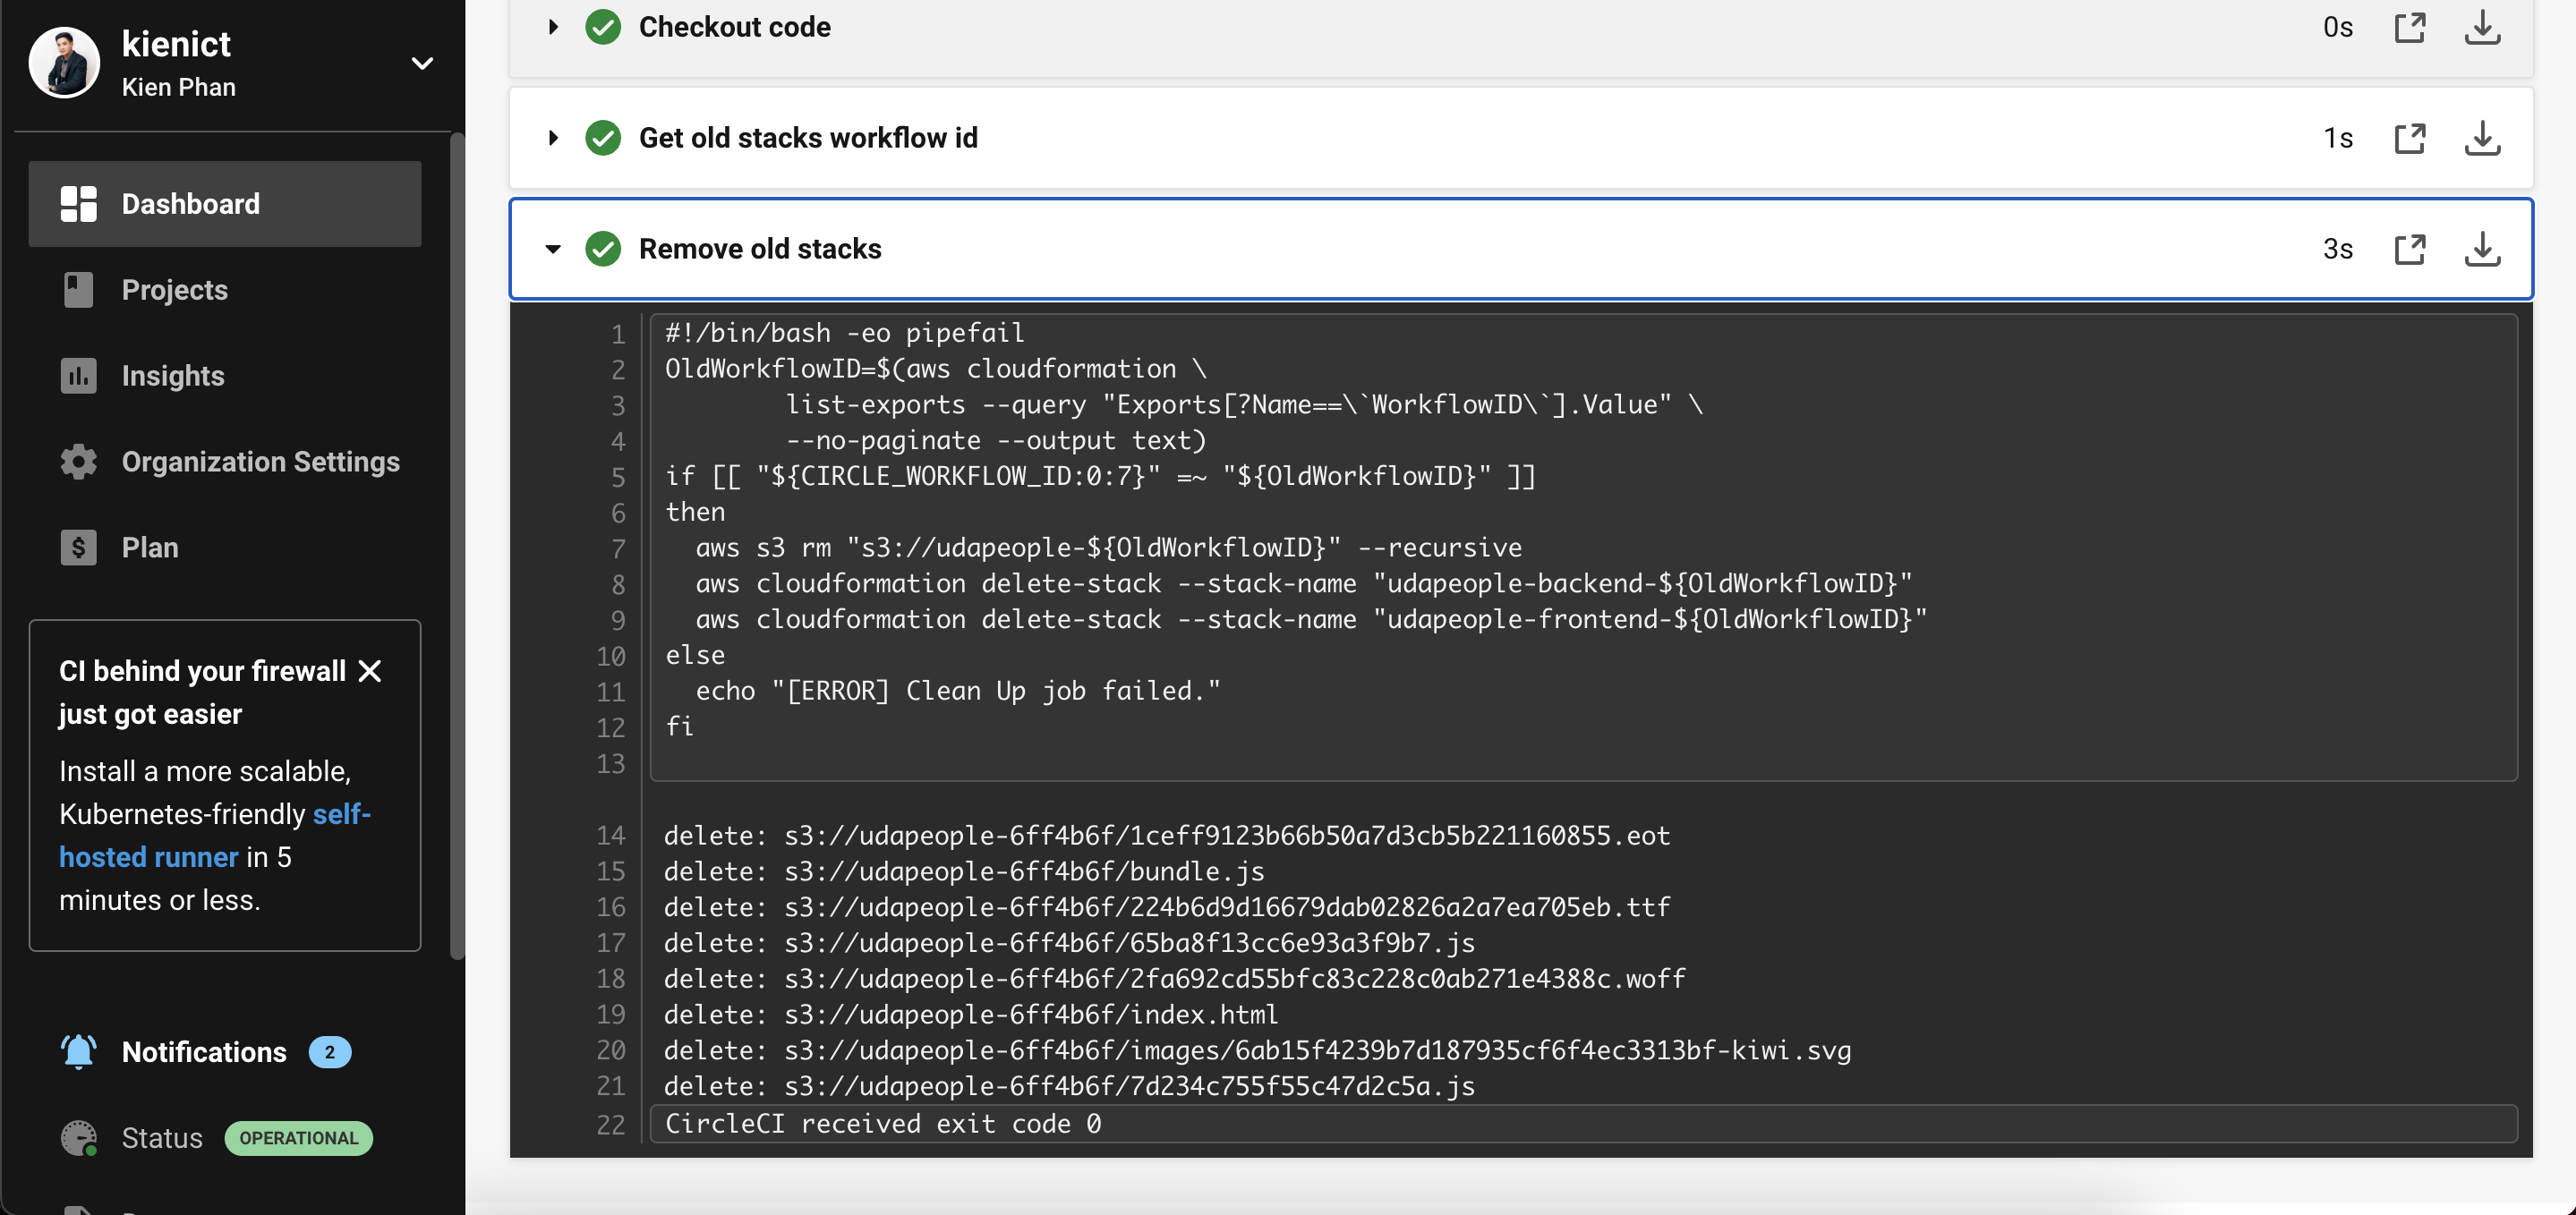 kienict
Kien Phan
Dashboard
Projects
Insights
Organization Settings
Plan
CI behind your firewall
just got easier
Install a more scalable,
Kubernetes-friendly self-
hosted runner in 5
minutes or less.
Notifications 2
Status OPERATIONAL
Checkout code 0s
Get old stacks workflow id 1s
Remove old stacks 3s
1 #!/bin/bash -eo pipefail
2 OldWorkflowID=$(aws cloudformation \
3         list-exports --query "Exports[?Name==\`WorkflowID\`].Value" \
4         --no-paginate --output text)
5 if [[ "${CIRCLE_WORKFLOW_ID:0:7}" =~ "${OldWorkflowID}" ]]
6 then
7   aws s3 rm "s3://udapeople-${OldWorkflowID}" --recursive
8   aws cloudformation delete-stack --stack-name "udapeople-backend-${OldWorkflowID}"
9   aws cloudformation delete-stack --stack-name "udapeople-frontend-${OldWorkflowID}"
10 else
11   echo "[ERROR] Clean Up job failed."
12 fi
13
14 delete: s3://udapeople-6ff4b6f/1ceff9123b66b50a7d3cb5b221160855.eot
15 delete: s3://udapeople-6ff4b6f/bundle.js
16 delete: s3://udapeople-6ff4b6f/224b6d9d16679dab02826a2a7ea705eb.ttf
17 delete: s3://udapeople-6ff4b6f/65ba8f13cc6e93a3f9b7.js
18 delete: s3://udapeople-6ff4b6f/2fa692cd55bfc83c228c0ab271e4388c.woff
19 delete: s3://udapeople-6ff4b6f/index.html
20 delete: s3://udapeople-6ff4b6f/images/6ab15f4239b7d187935cf6f4ec3313bf-kiwi.svg
21 delete: s3://udapeople-6ff4b6f/7d234c755f55c47d2c5a.js
22 CircleCI received exit code 0